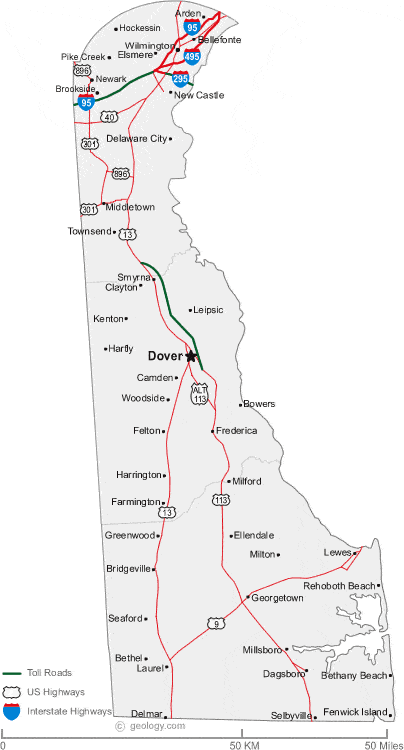 Arden
Hockessin
95
Bellefonte
Wilmington
Elsmere
Pike Creek
495
896
Newark
295
Brookside
New Castle
95
40
Delaware City
301
896
Middletown
301
Townsend
13
Smyrna
Clayton
Leipsic
Kenton
Hartly
Dover
Camden
ALT
113
Woodside
Bowers
Felton
Frederica
Harrington
Milford
113
Farmington
13
Greenwood
Ellendale
Milton
Lewes
Bridgeville
Rehoboth Beach
Georgetown
Seaford
9
Millsboro
Bethel
Laurel
Toll Roads
Dagsboro
Bethany Beach
US Highways
Interstate Highways
Delmar
Selbyville
Fenwick Island
© geology.com
50 KM
50 Miles